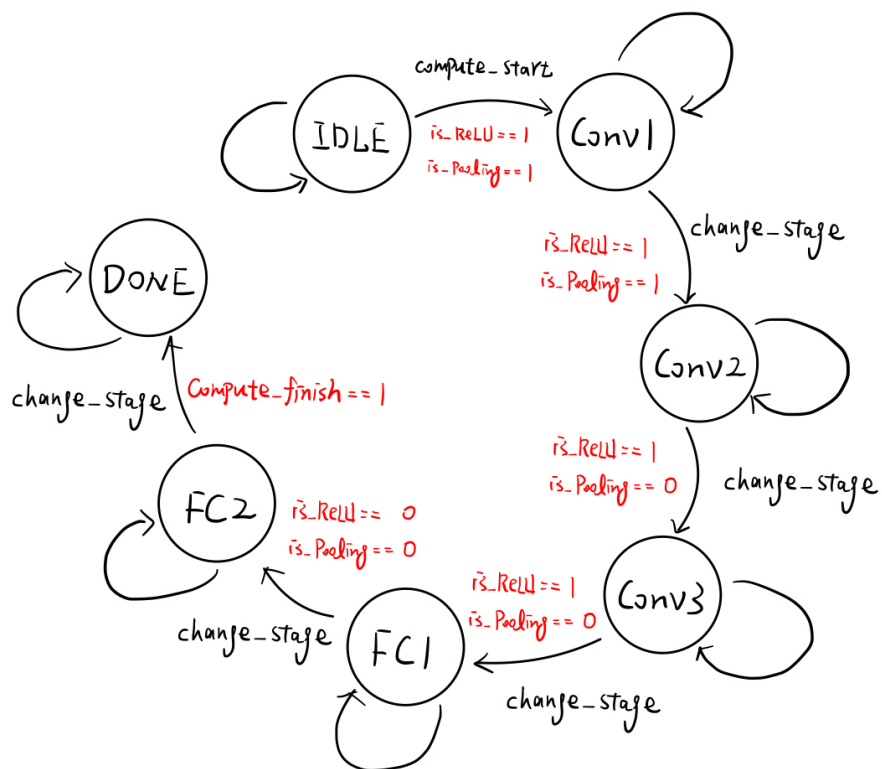 compute_start
IDLE
is_ReLU==1
is_Pooling==1
Conv1
change_stage
is_ReLU==1
is_Pooling==1
DONE
Conv2
change_stage
Compute_finish==1
is_ReLU==1
is_Pooling==0
change_stage
FC2
is_ReLU== 0
is_Pooling==0
is_ReLU==1
is_Pooling==0
Conv3
change_stage
FC1
change_stage